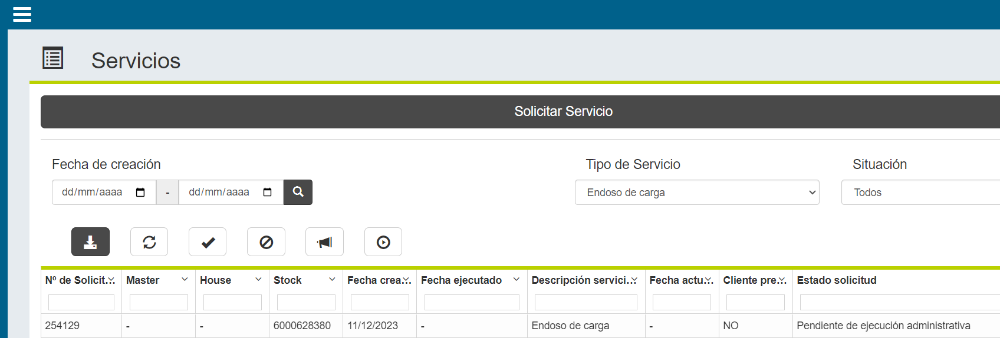 Servicios
Solicitar Servicio
Fecha de creación
Tipo de Servicio
Situación
dd/mm/aaaa - dd/mm/aaaa
Endoso de carga
Todos
Nº de Solicit... Master House Stock Fecha crea... Fecha ejecutado Descripción servici... Fecha actu... Cliente pre... Estado solicitud
254129 - - 6000628380 11/12/2023 - Endoso de carga - NO Pendiente de ejecución administrativa